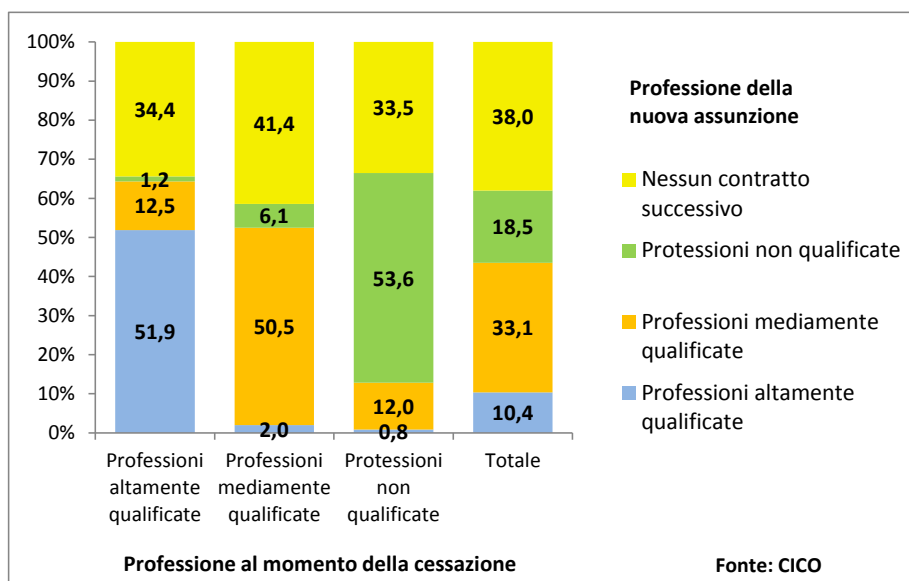 100%
90%
80%
70%
60%
50%
40%
30%
20%
10%
0%
34,4
1,2
12,5
51,9
41,4
6,1
50,5
2,0
33,5
53,6
12,0
0,8
38,0
18,5
33,1
10,4
Professioni
altamente
qualificate
Professioni
mediamente
qualificate
Protessioni
non
qualificate
Totale
Professione al momento della cessazione
Professione della
nuova assunzione
Nessun contratto
successivo
Protessioni non qualificate
Professioni mediamente
qualificate
Professioni altamente
qualificate
Fonte: CICO